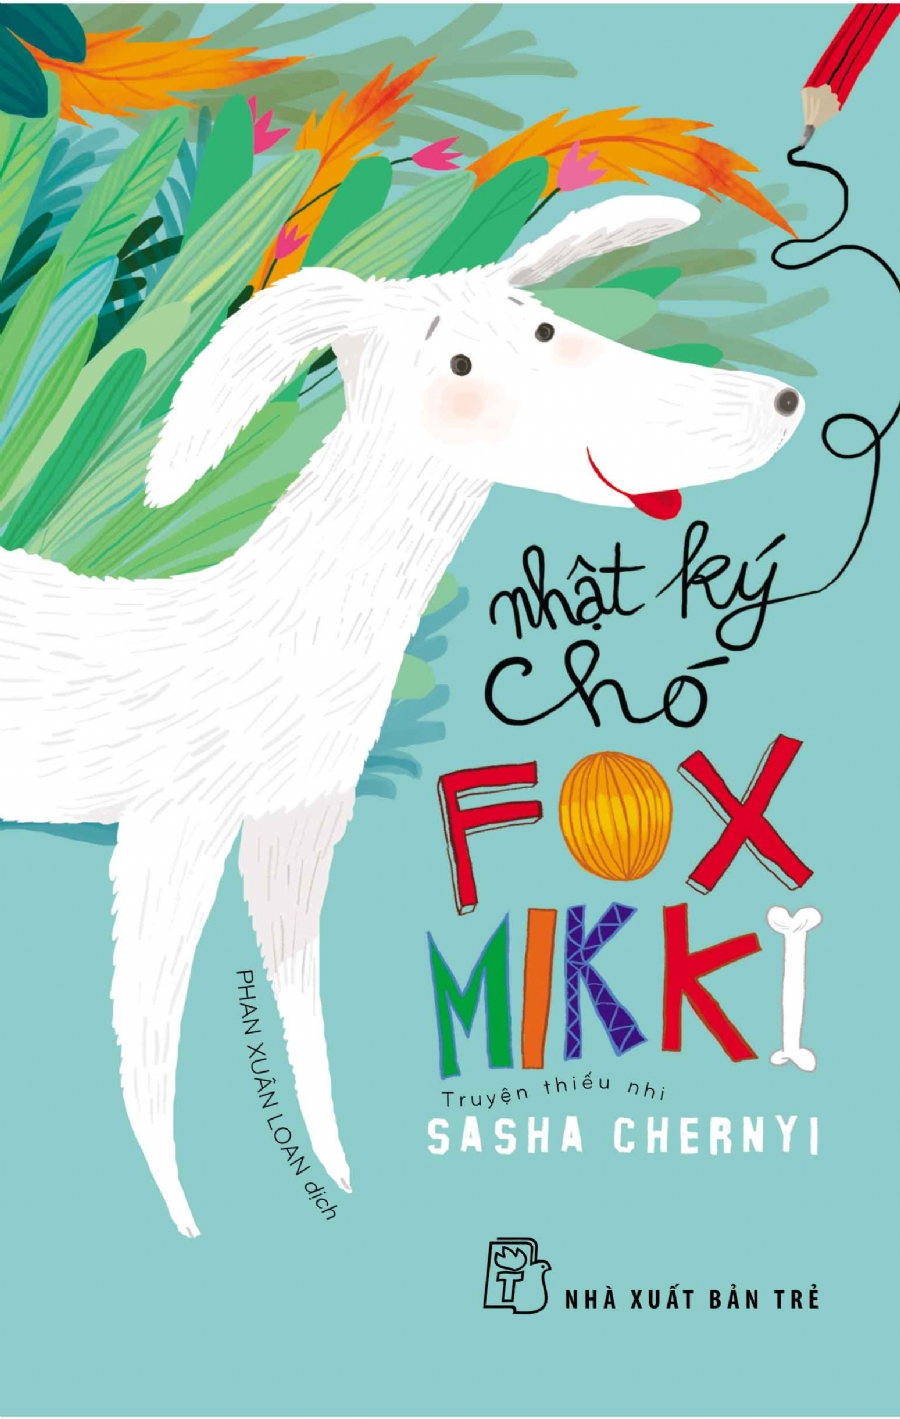 nhật ký
chó
FOX
MIKKI
Truyện thiếu nhi
SASHA CHERNYI
PHAN XUÂN LOAN dịch
T
NHÀ XUẤT BẢN TRẺ